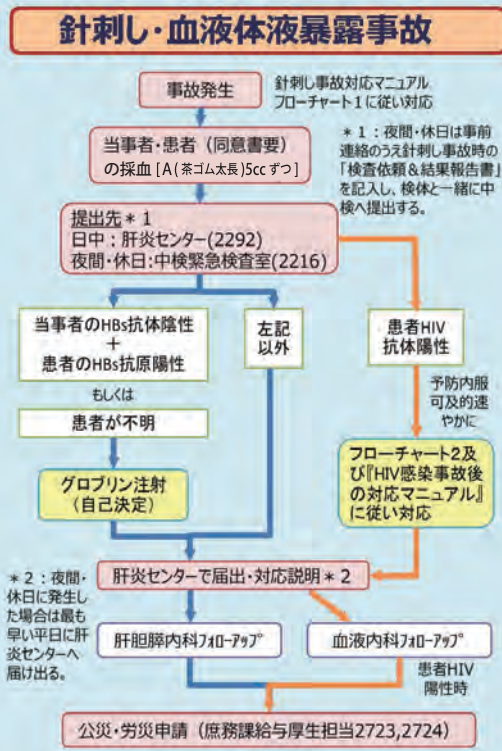 針刺し・血液体液暴露事故
事故発生
針刺し事故対応マニュアル
フローチャート1に従い対応
当事者・患者（同意書要）
の採血 [A(茶ゴム太長)5cc ずつ]
*1：夜間・休日は事前
連絡のうえ針刺し事故時の
「検査依頼＆結果報告書」
を記入し、検体と一緒に中
検へ提出する。
提出先*1
日中：肝炎センター(2292)
夜間・休日:中検緊急検査室(2216)
当事者のHBs抗体陰性
＋
患者のHBs抗原陽性
左記
以外
患者HIV
抗体陽性
もしくは
患者が不明
予防内服
可及的速
やかに
グロブリン注射
(自己決定)
フローチャート2及
び『HIV感染事故後
の対応マニュアル』
に従い対応
肝炎センターで届出・対応説明*2
*2：夜間・
休日に発生し
た場合は最も
早い平日に肝
炎センターへ
届け出る。
肝胆膵内科ﾌｫﾛｰｱｯﾌﾟ
血液内科ﾌｫﾛｰｱｯﾌﾟ
患者HIV
陽性時
公災・労災申請（庶務課給与厚生担当2723,2724）